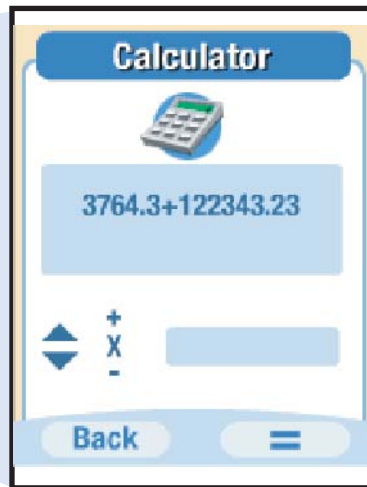 Calculator
3764.3+122343.23
+
X
-
Back =